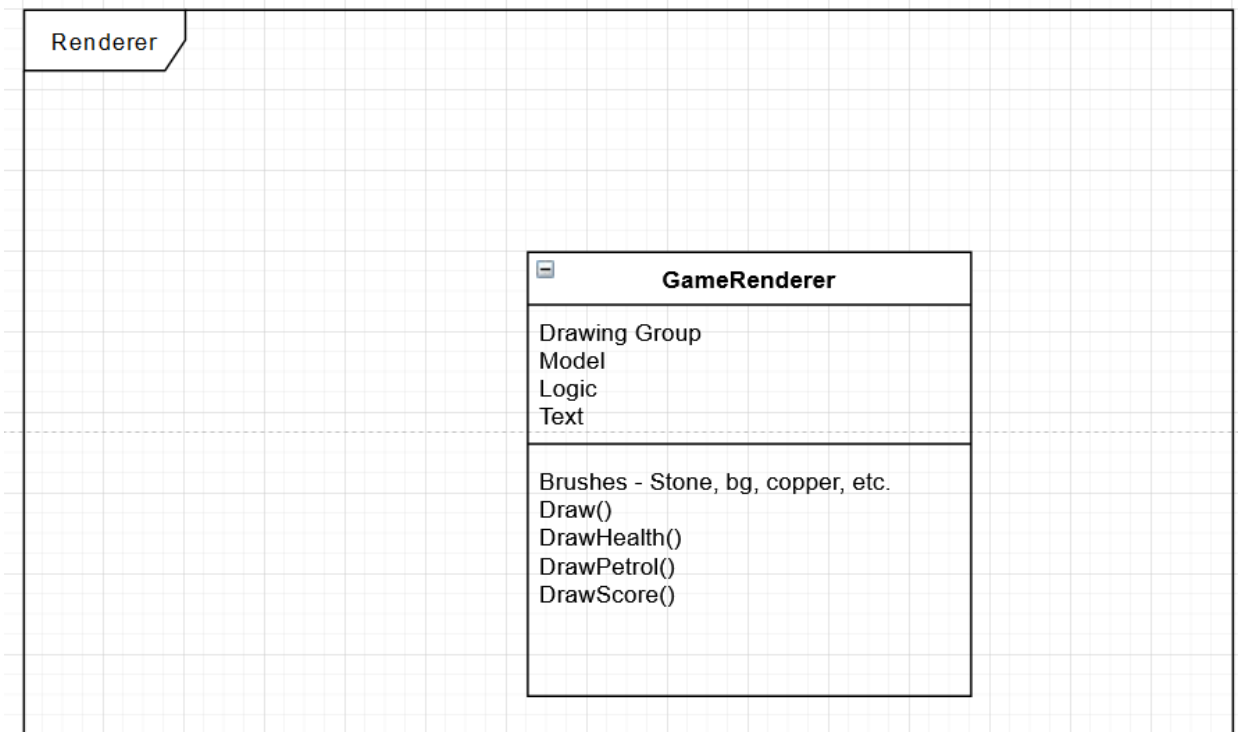 Renderer
GameRenderer
Drawing Group
Model
Logic
Text
Brushes - Stone, bg, copper, etc.
Draw()
DrawHealth()
DrawPetrol()
DrawScore()